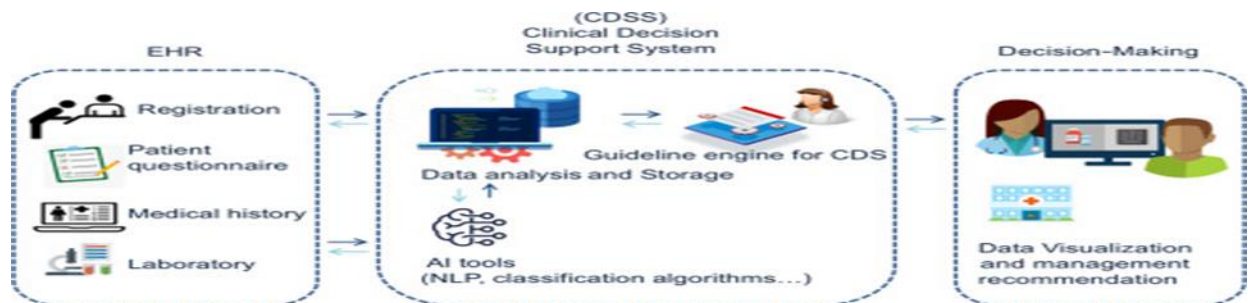 (CDSS)
Clinical Decision
Support System
EHR
Decision-Making
Registration
Patient
questionnaire
Medical history
Laboratory
Guideline engine for CDS
Data analysis and Storage
AI tools
(NLP, classification algorithms...)
Data Visualization
and management
recommendation